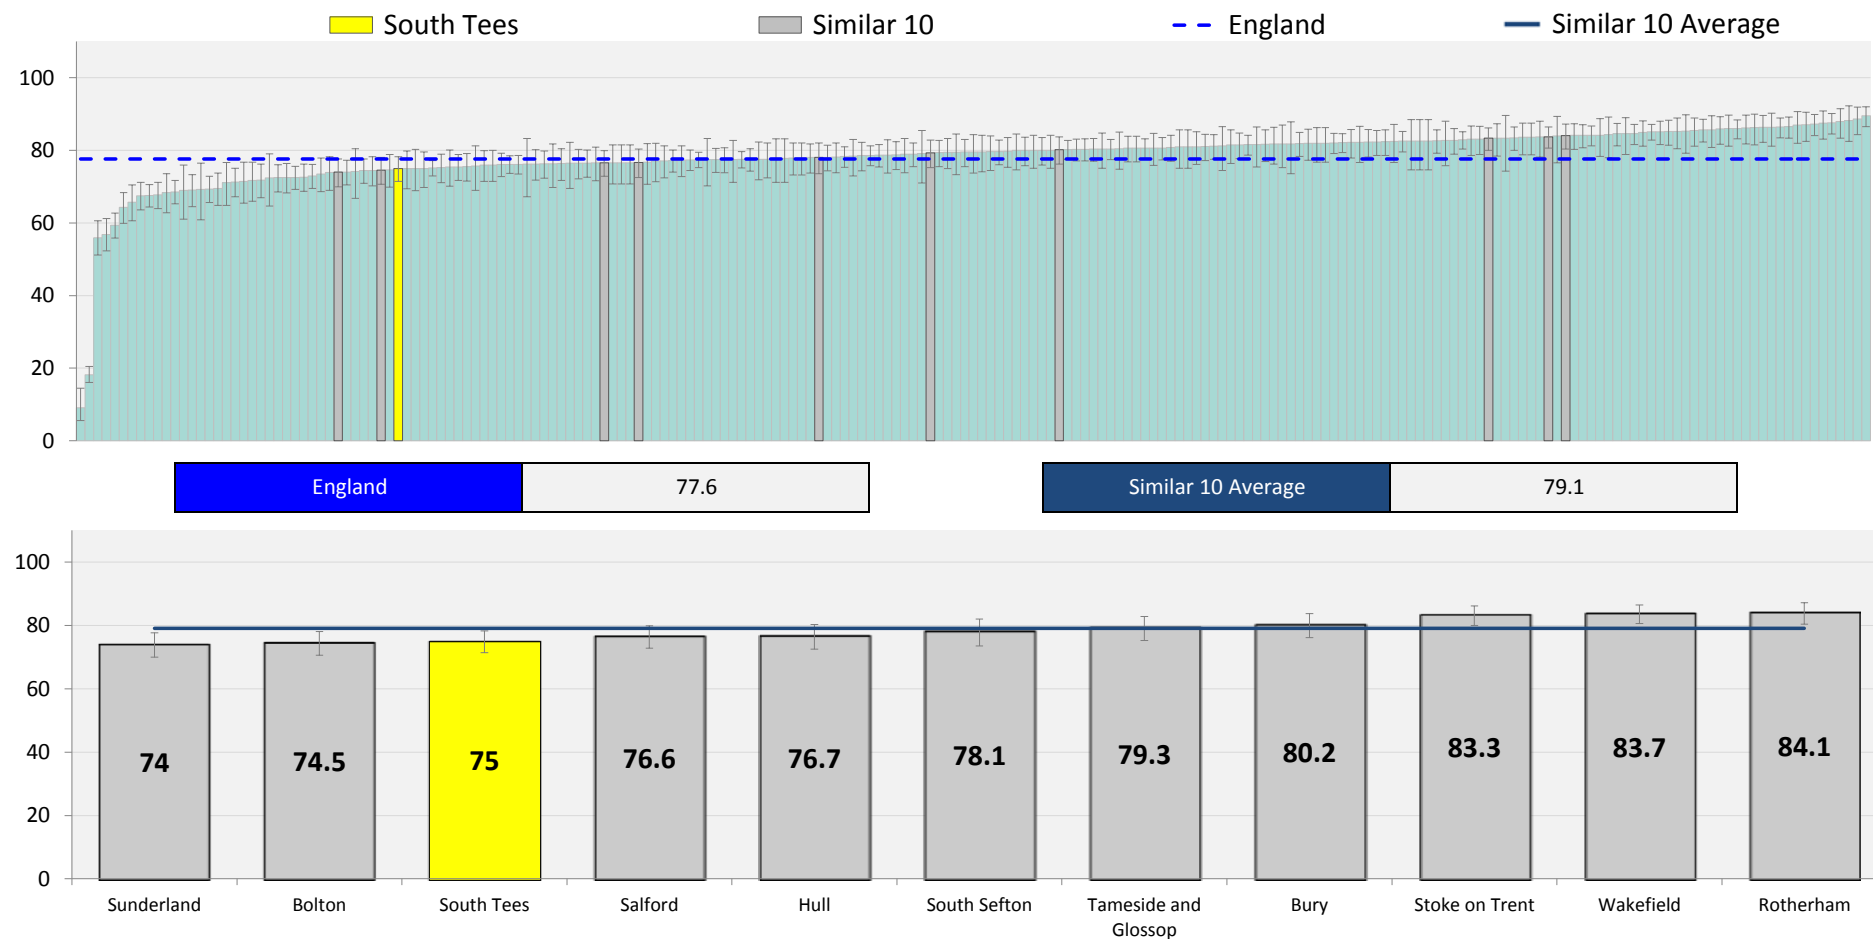 South Tees Similar 10 England Similar 10 Average
100
80
60
40
20
0
England 77.6 Similar 10 Average 79.1
100
80
60
40
20
0
74 74.5 75 76.6 76.7 78.1 79.3 80.2 83.3 83.7 84.1
Sunderland Bolton South Tees Salford Hull South Sefton Tameside and Bury Stoke on Trent Wakefield Rotherham
Glossop